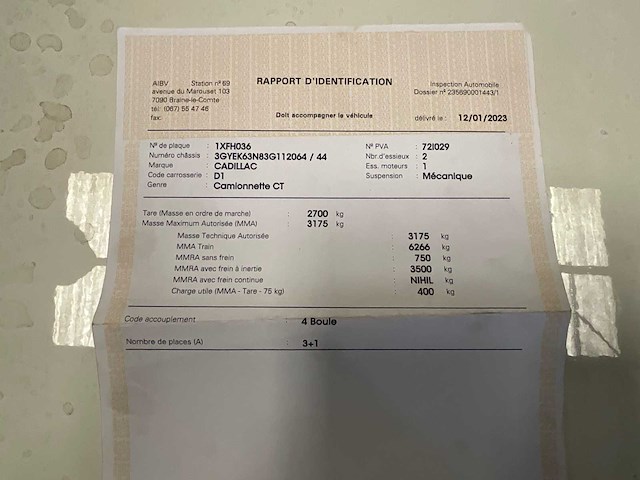 AIBV Station n° 69 RAPPORT D'IDENTIFICATION Inspection Automobile
avenue du Marouset 103 Dossier n° 235690001443/1
7090 Braine-le-Comte
tél: (067) 55 47 46
fax: Doit accompagner le véhicule délivré le : 12/01/2023
N° de plaque : 1XFH036 N° PVA : 72I029
Numéro châssis : 3GYEK63N83G112064 / 44 Nbr.d'essieux : 2
Marque : CADILLAC Ess. moteurs : 1
Code carrosserie : D1 Suspension : Mécanique
Genre : Camionnette CT
Tare (Masse en ordre de marche) : 2700 kg
Masse Maximum Autorisée (MMA) : 3175 kg
Masse Technique Autorisée : 3175 kg
MMA Train : 6266 kg
MMRA sans frein : 750 kg
MMRA avec frein à inertie : 3500 kg
MMRA avec frein continue : NIHIL kg
Charge utile (MMA - Tare - 75 kg) : 400 kg
Code accouplement : 4 Boule
Nombre de places (A) : 3+1